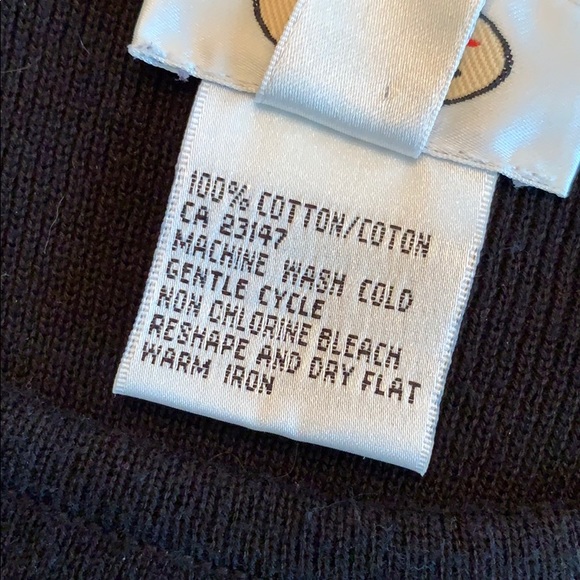 100% COTTON/COTON
CA 23147
MACHINE WASH COLD
GENTLE CYCLE
NON CHLORINE BLEACH
RESHAPE AND DRY FLAT
WARM IRON